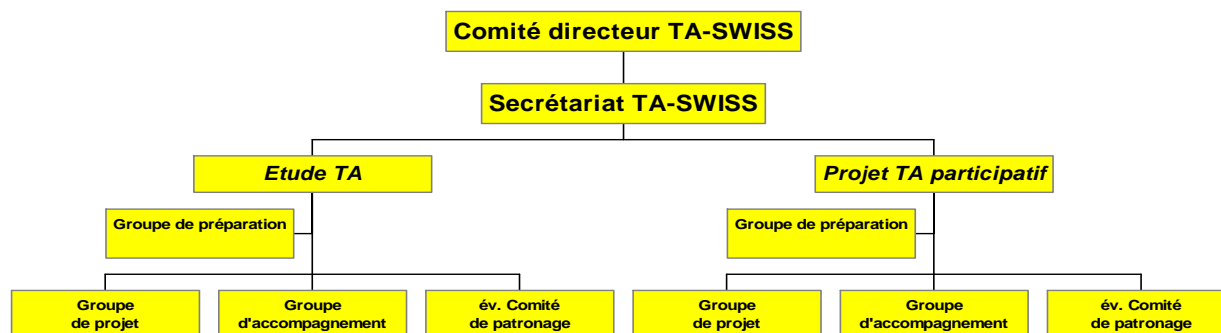 Comité directeur TA-SWISS
Secrétariat TA-SWISS
Etude TA
Projet TA participatif
Groupe de préparation
Groupe de préparation
Groupe
de projet
Groupe
d'accompagnement
év. Comité
de patronage
Groupe
de projet
Groupe
d'accompagnement
év. Comité
de patronage